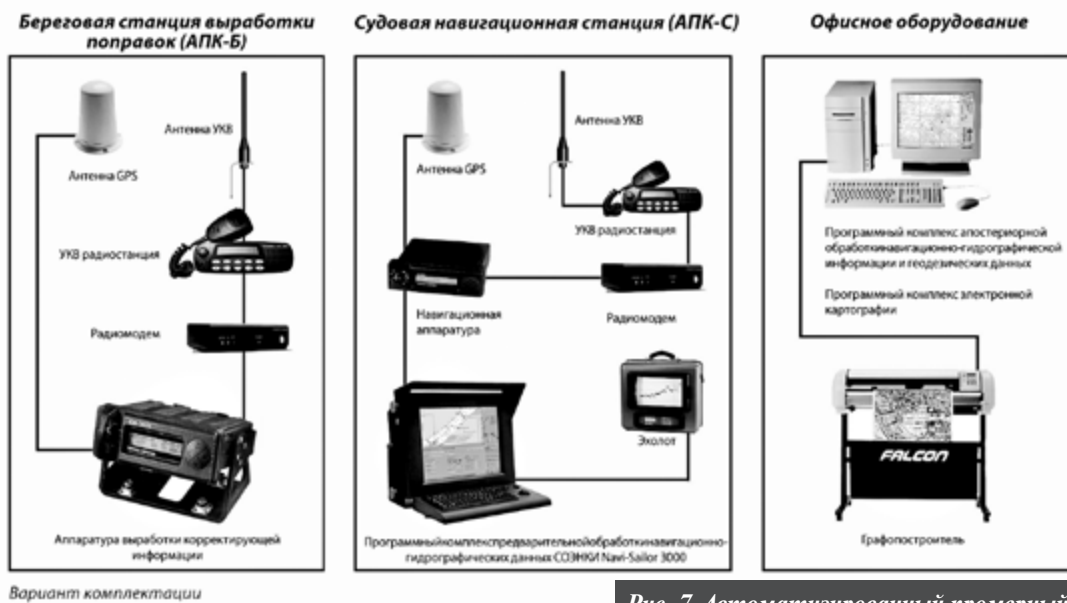 Береговая станция выработки
поправок (АПК-Б)
Антенна УКВ
Антенна GPS
УКВ радиостанция
Радиомодем
Аппаратура выработки корректирующей
информации
Судовая навигационная станция (АПК-С)
Антенна УКВ
Антенна GPS
УКВ радиостанция
Навигационная
аппаратура
Радиомодем
Эхолот
Программныйкомплекспредварительнойобработкинавигационно-
гидрографических данных СОЭНКИ Navi-Sailor 3000
Офисное оборудование
Программный комплекс апостериорной
обработкинавигационно-гидрографической
информации и геодезических данных
Программный комплекс электронной
картографии
FALCON
Графопостроитель
Вариант комплектации
Рис. 7. Автоматизированный промерный